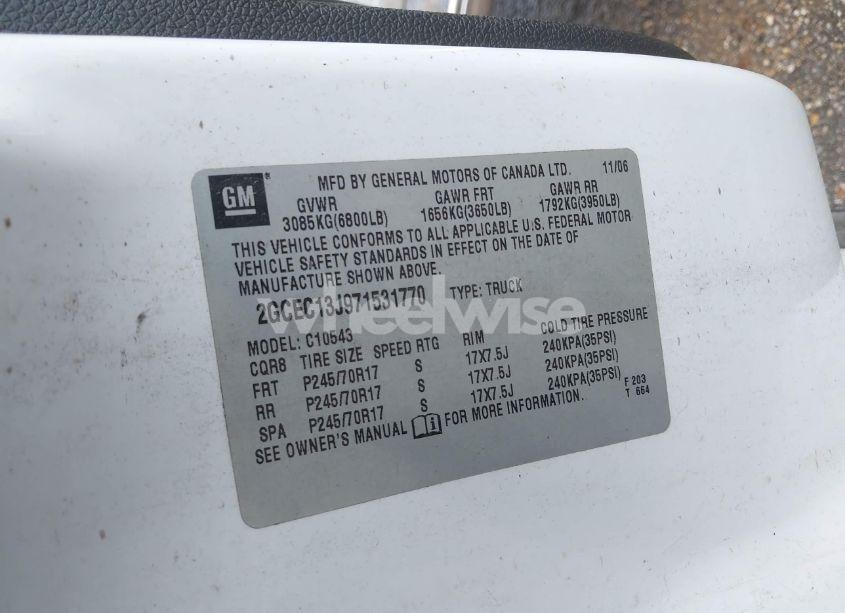 GM
MFD BY GENERAL MOTORS OF CANADA LTD. 11/06
GVWR GAWR FRT GAWR RR
3085KG(6800LB) 1656KG(3650LB) 1792KG(3950LB)
THIS VEHICLE CONFORMS TO ALL APPLICABLE U.S. FEDERAL MOTOR
VEHICLE SAFETY STANDARDS IN EFFECT ON THE DATE OF
MANUFACTURE SHOWN ABOVE.
2GCEC13J971531770 TYPE: TRUCK
MODEL: C10543
CQR8 TIRE SIZE SPEED RTG RIM COLD TIRE PRESSURE
FRT P245/70R17 S 17X7.5J 240KPA(35PSI)
RR P245/70R17 S 17X7.5J 240KPA(35PSI)
SPA P245/70R17 S 17X7.5J 240KPA(35PSI)
SEE OWNER'S MANUAL FOR MORE INFORMATION.
F 203
T 664
wheelwise